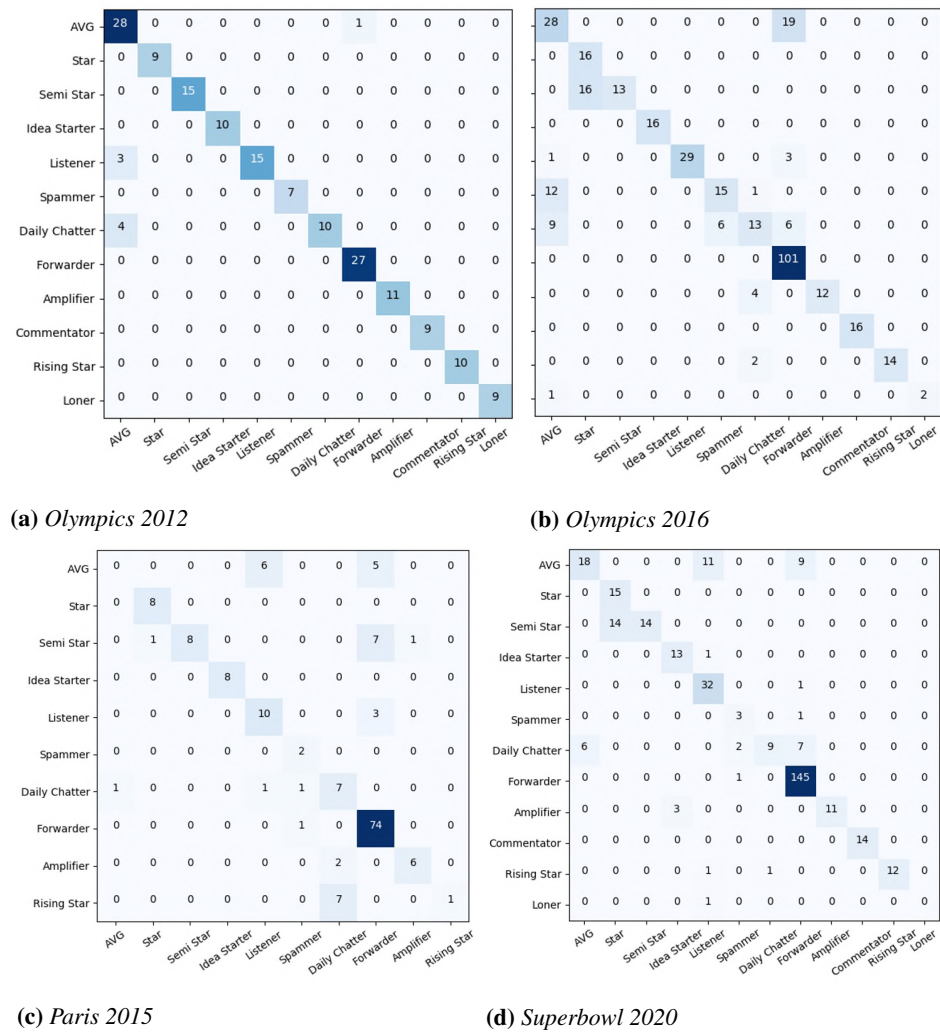 AVG 28 0 0 0 0 0 0 1 0 0 0 0
Star 0 9 0 0 0 0 0 0 0 0 0 0
Semi Star 0 0 15 0 0 0 0 0 0 0 0 0
Idea Starter 0 0 0 10 0 0 0 0 0 0 0 0
Listener 3 0 0 0 15 0 0 0 0 0 0 0
Spammer 0 0 0 0 0 7 0 0 0 0 0 0
Daily Chatter 4 0 0 0 0 0 10 0 0 0 0 0
Forwarder 0 0 0 0 0 0 0 27 0 0 0 0
Amplifier 0 0 0 0 0 0 0 0 11 0 0 0
Commentator 0 0 0 0 0 0 0 0 0 9 0 0
Rising Star 0 0 0 0 0 0 0 0 0 0 10 0
Loner 0 0 0 0 0 0 0 0 0 0 0 9
AVG Star Semi Star Idea Starter Listener Spammer Daily Chatter Forwarder Amplifier Commentator Rising Star Loner
(a) Olympics 2012
28 0 0 0 0 0 0 19 0 0 0 0
0 16 0 0 0 0 0 0 0 0 0 0
0 16 13 0 0 0 0 0 0 0 0 0
0 0 0 16 0 0 0 0 0 0 0 0
1 0 0 0 29 0 0 3 0 0 0 0
12 0 0 0 0 15 1 0 0 0 0 0
9 0 0 0 0 6 13 6 0 0 0 0
0 0 0 0 0 0 0 101 0 0 0 0
0 0 0 0 0 0 4 0 12 0 0 0
0 0 0 0 0 0 0 0 0 16 0 0
0 0 0 0 0 0 2 0 0 0 14 0
1 0 0 0 0 0 0 0 0 0 0 2
AVG Star Semi Star Idea Starter Listener Spammer Daily Chatter Forwarder Amplifier Commentator Rising Star Loner
(b) Olympics 2016
AVG 0 0 0 0 6 0 0 5 0 0
Star 0 8 0 0 0 0 0 0 0 0
Semi Star 0 1 8 0 0 0 0 7 1 0
Idea Starter 0 0 0 8 0 0 0 0 0 0
Listener 0 0 0 0 10 0 0 3 0 0
Spammer 0 0 0 0 0 2 0 0 0 0
Daily Chatter 1 0 0 0 1 1 7 0 0 0
Forwarder 0 0 0 0 0 1 0 74 0 0
Amplifier 0 0 0 0 0 0 2 0 6 0
Rising Star 0 0 0 0 0 0 7 0 0 1
AVG Star Semi Star Idea Starter Listener Spammer Daily Chatter Forwarder Amplifier Rising Star
(c) Paris 2015
AVG 18 0 0 0 11 0 0 9 0 0 0 0
Star 0 15 0 0 0 0 0 0 0 0 0 0
Semi Star 0 14 14 0 0 0 0 0 0 0 0 0
Idea Starter 0 0 0 13 1 0 0 0 0 0 0 0
Listener 0 0 0 0 32 0 0 1 0 0 0 0
Spammer 0 0 0 0 0 3 0 1 0 0 0 0
Daily Chatter 6 0 0 0 0 2 9 7 0 0 0 0
Forwarder 0 0 0 0 0 1 0 145 0 0 0 0
Amplifier 0 0 0 3 0 0 0 0 11 0 0 0
Commentator 0 0 0 0 0 0 0 0 0 14 0 0
Rising Star 0 0 0 0 1 0 1 0 0 0 12 0
Loner 0 0 0 0 1 0 0 0 0 0 0 0
AVG Star Semi Star Idea Starter Listener Spammer Daily Chatter Forwarder Amplifier Commentator Rising Star Loner
(d) Superbowl 2020